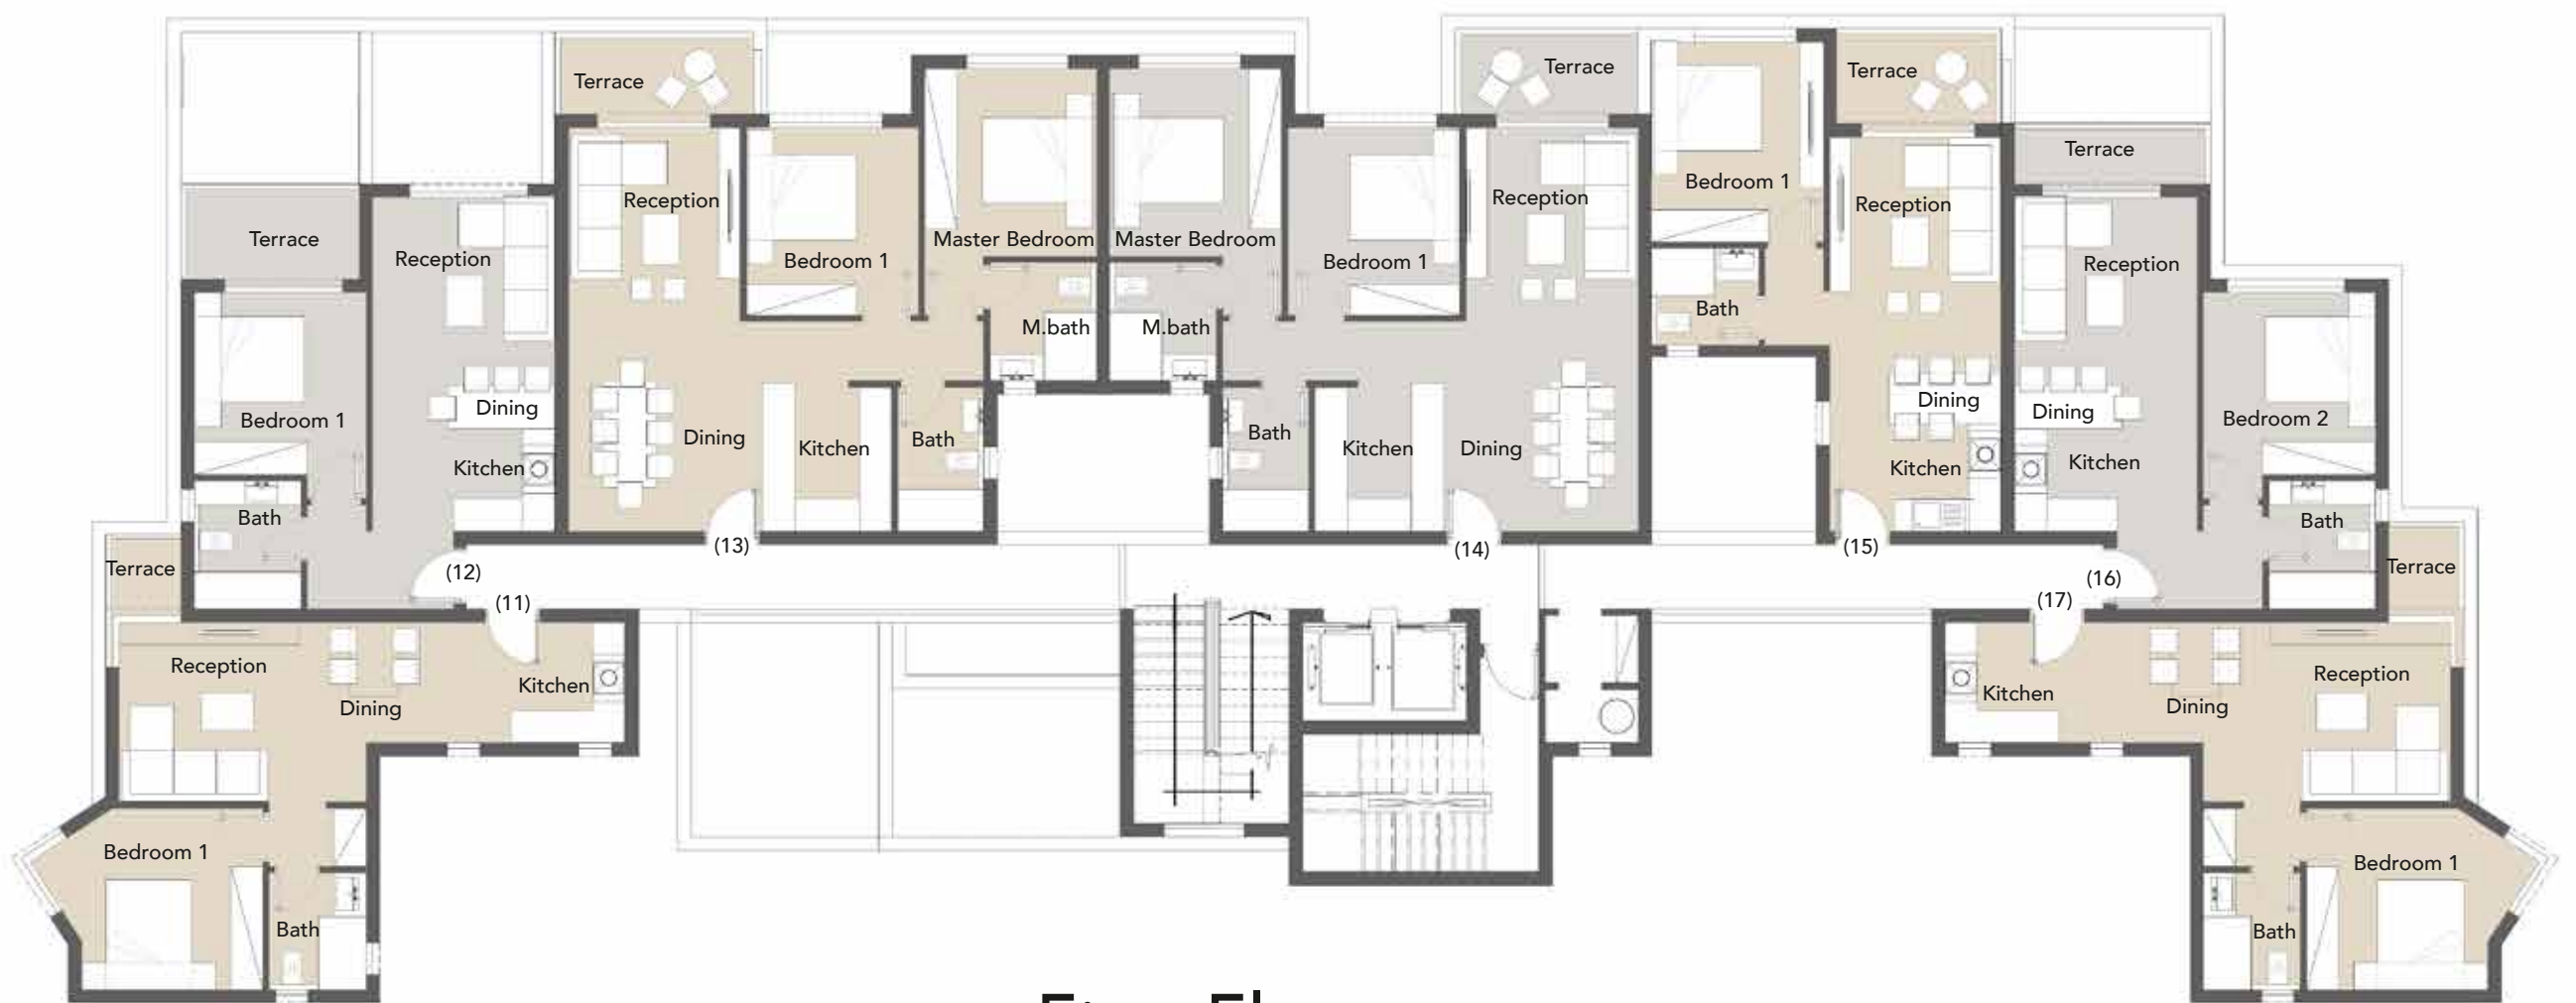 Terrace
Reception
Bedroom 1
Dining
Kitchen
Bath
(12)
Terrace
Reception
Bedroom 1
Master Bedroom
M.bath
Dining
Kitchen
Bath
(13)
Master Bedroom
M.bath
Bedroom 1
Terrace
Reception
Bath
Kitchen
Dining
(14)
Bedroom 1
Bath
Terrace
Reception
Dining
Kitchen
(15)
Terrace
Reception
Dining
Kitchen
Bedroom 2
Bath
(16)
Terrace
(11)
Reception
Dining
Kitchen
Bedroom 1
Bath
Terrace
(17)
Kitchen
Dining
Reception
Bedroom 1
Bath